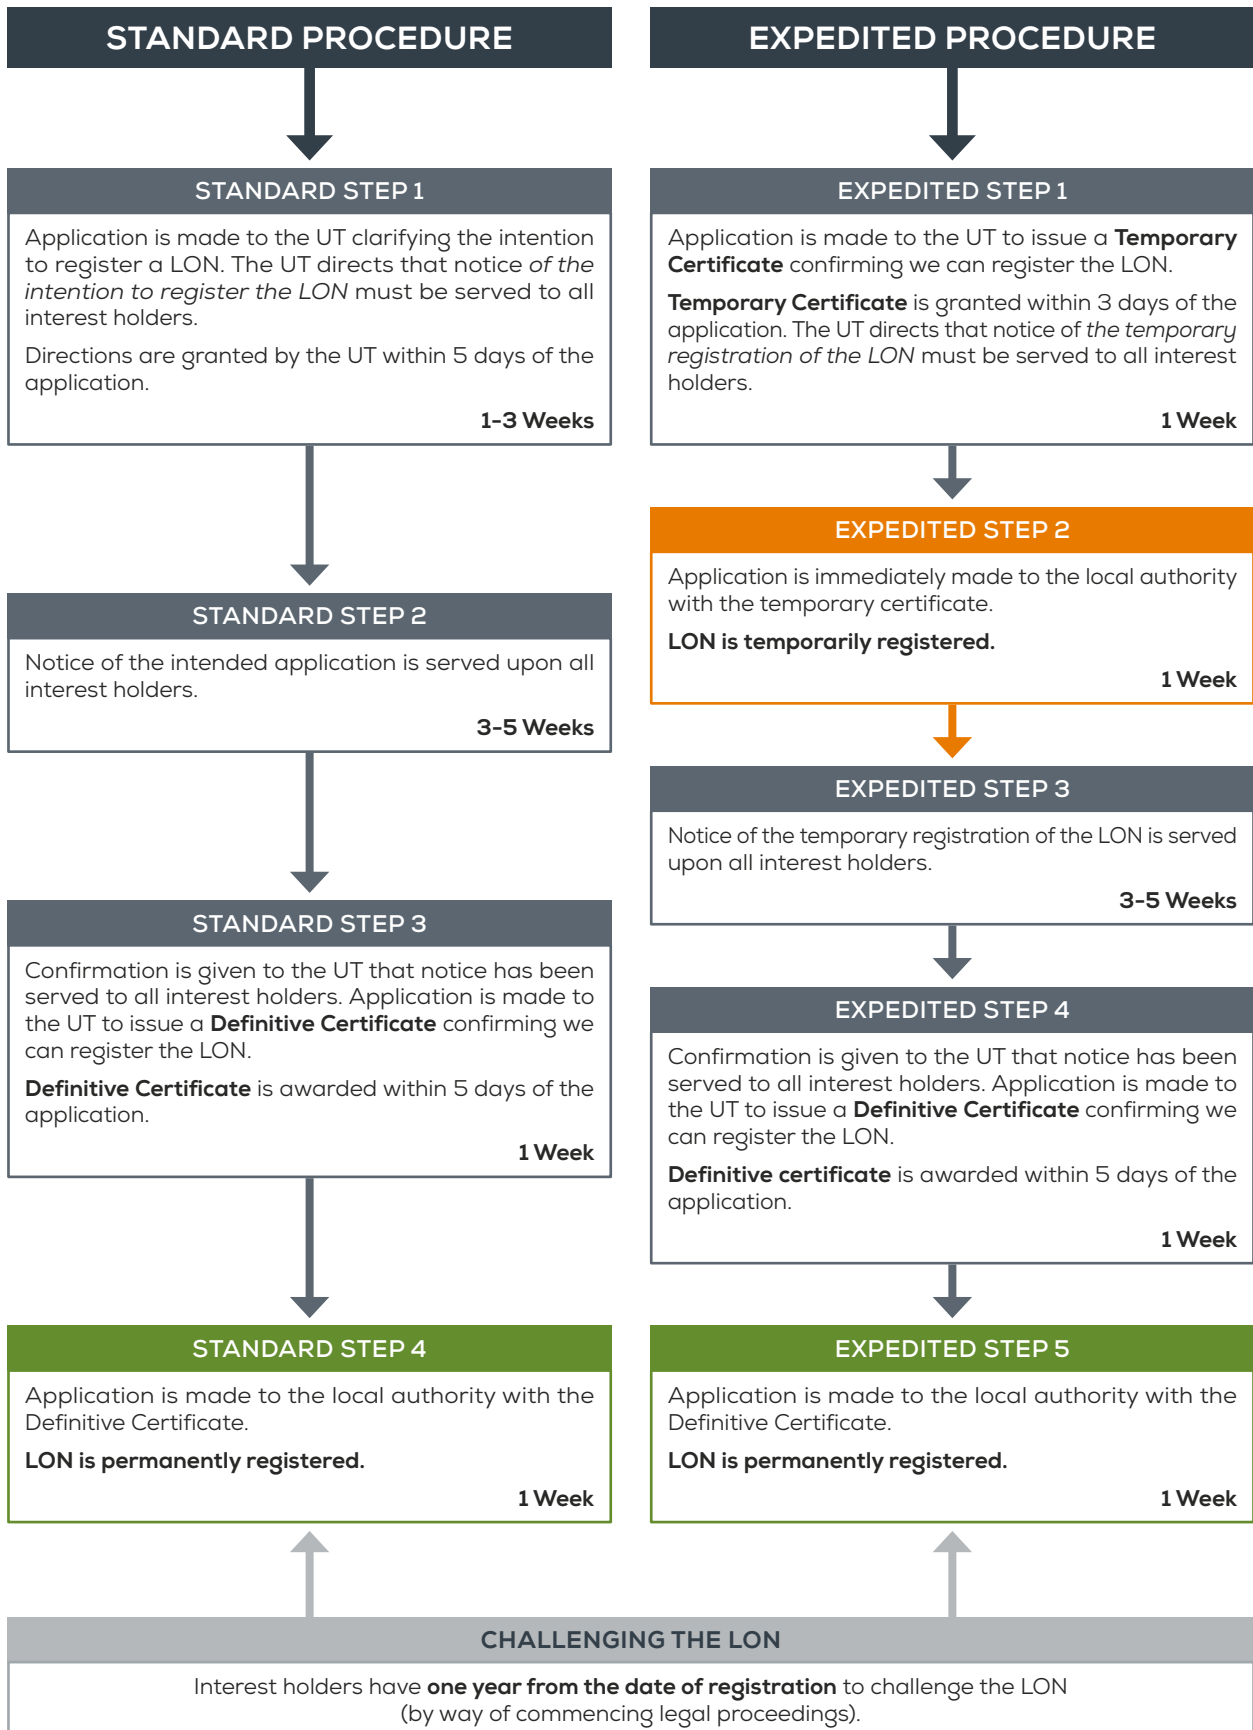 STANDARD PROCEDURE
STANDARD STEP 1
Application is made to the UT clarifying the intention
to register a LON. The UT directs that notice of the
intention to register the LON must be served to all
interest holders.
Directions are granted by the UT within 5 days of the
application.
1-3 Weeks
STANDARD STEP 2
Notice of the intended application is served upon all
interest holders.
3-5 Weeks
STANDARD STEP 3
Confirmation is given to the UT that notice has been
served to all interest holders. Application is made to
the UT to issue a Definitive Certificate confirming we
can register the LON.
Definitive Certificate is awarded within 5 days of the
application.
1 Week
STANDARD STEP 4
Application is made to the local authority with the
Definitive Certificate.
LON is permanently registered.
1 Week
EXPEDITED PROCEDURE
EXPEDITED STEP 1
Application is made to the UT to issue a Temporary
Certificate confirming we can register the LON.
Temporary Certificate is granted within 3 days of the
application. The UT directs that notice of the temporary
registration of the LON must be served to all interest
holders.
1 Week
EXPEDITED STEP 2
Application is immediately made to the local authority
with the temporary certificate.
LON is temporarily registered.
1 Week
EXPEDITED STEP 3
Notice of the temporary registration of the LON is served
upon all interest holders.
3-5 Weeks
EXPEDITED STEP 4
Confirmation is given to the UT that notice has been
served to all interest holders. Application is made to
the UT to issue a Definitive Certificate confirming we
can register the LON.
Definitive certificate is awarded within 5 days of the
application.
1 Week
EXPEDITED STEP 5
Application is made to the local authority with the
Definitive Certificate.
LON is permanently registered.
1 Week
CHALLENGING THE LON
Interest holders have one year from the date of registration to challenge the LON
(by way of commencing legal proceedings).